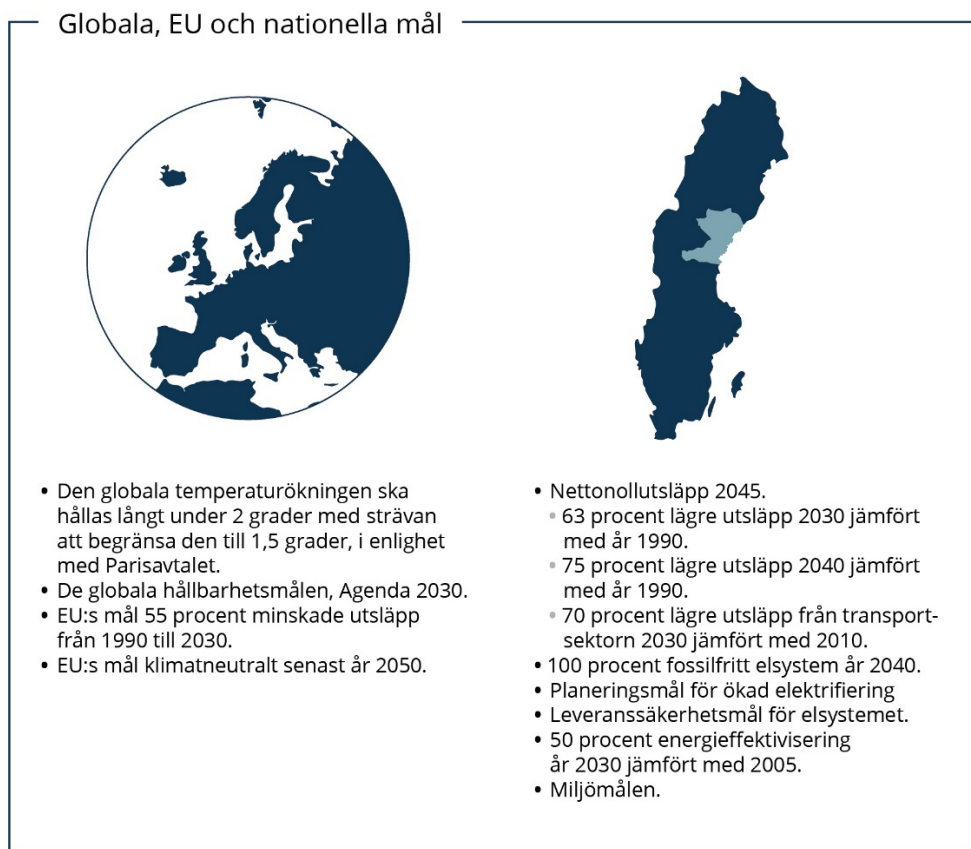 Globala, EU och nationella mål
• Den globala temperaturökningen ska
hållas långt under 2 grader med strävan
att begränsa den till 1,5 grader, i enlighet
med Parisavtalet.
• De globala hållbarhetsmålen, Agenda 2030.
• EU:s mål 55 procent minskade utsläpp
från 1990 till 2030.
• EU:s mål klimatneutralt senast år 2050.
• Nettonollutsläpp 2045.
• 63 procent lägre utsläpp 2030 jämfört
med år 1990.
• 75 procent lägre utsläpp 2040 jämfört
med år 1990.
• 70 procent lägre utsläpp från transport-
sektorn 2030 jämfört med 2010.
• 100 procent fossilfritt elsystem år 2040.
• Planeringsmål för ökad elektrifiering
• Leveranssäkerhetsmål för elsystemet.
• 50 procent energieffektivisering
år 2030 jämfört med 2005.
• Miljömålen.